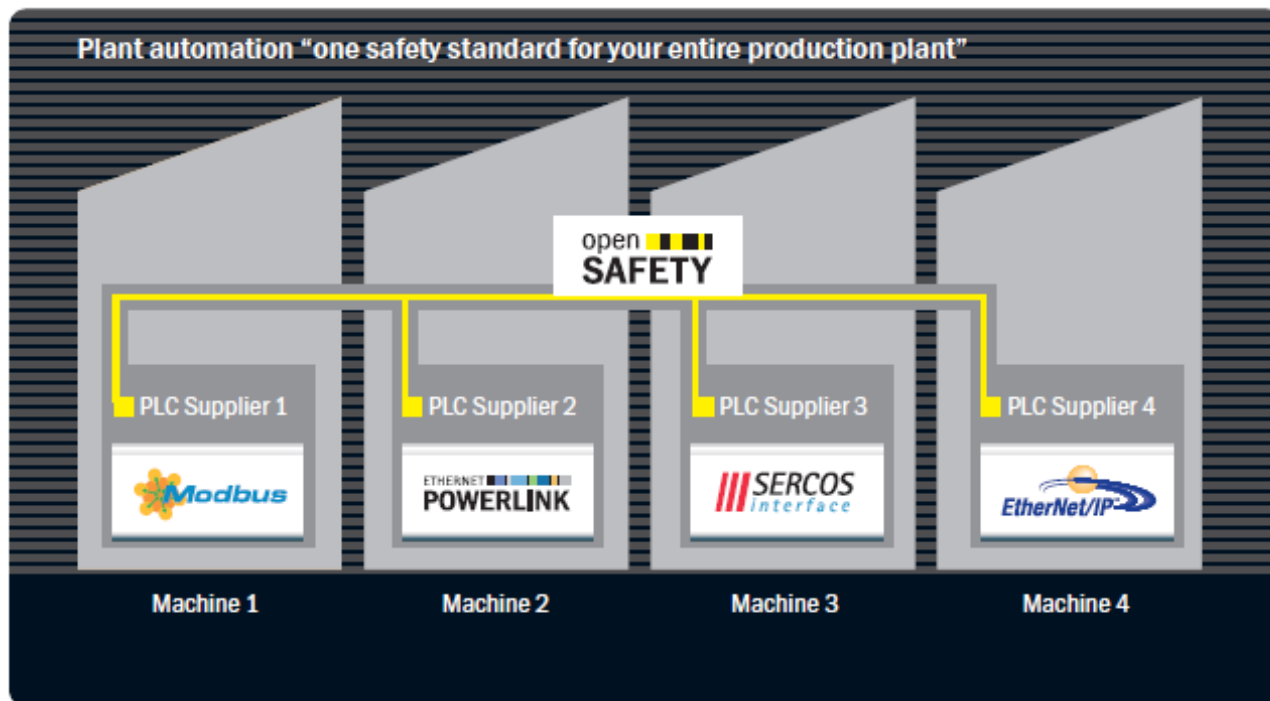 Plant automation “one safety standard for your entire production plant”
open
SAFETY
PLC Supplier 1
PLC Supplier 2
PLC Supplier 3
PLC Supplier 4
Modbus
ETHERNET
POWERLINK
SERCOS
interface
EtherNet/IP™
Machine 1
Machine 2
Machine 3
Machine 4